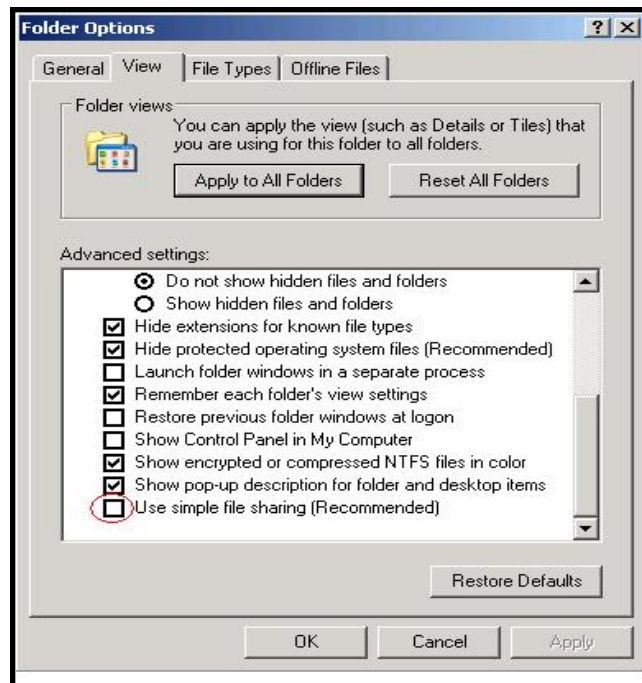 Folder Options
General
View
File Types
Offline Files
Folder views
You can apply the view (such as Details or Tiles) that
you are using for this folder to all folders.
Apply to All Folders
Reset All Folders
Advanced settings:
Do not show hidden files and folders
Show hidden files and folders
Hide extensions for known file types
Hide protected operating system files (Recommended)
Launch folder windows in a separate process
Remember each folder's view settings
Restore previous folder windows at logon
Show Control Panel in My Computer
Show encrypted or compressed NTFS files in color
Show pop-up description for folder and desktop items
Use simple file sharing (Recommended)
Restore Defaults
OK
Cancel
Apply